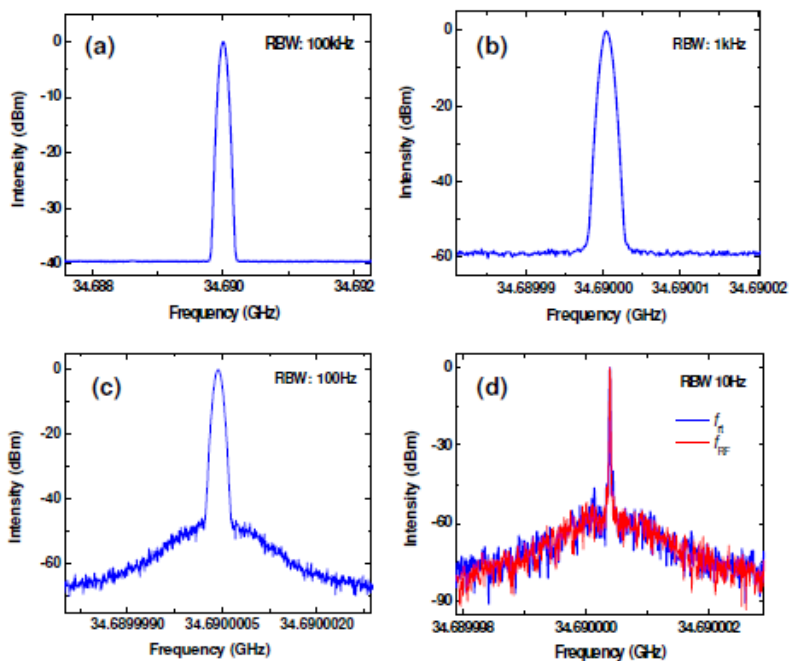 (a)
RBW: 100kHz
Intensity (dBm)
0
-10
-20
-30
-40
34.688 34.690 34.692
Frequency (GHz)
(b)
RBW: 1kHz
Intensity (dBm)
0
-20
-40
-60
34.68999 34.69000 34.69001 34.69002
Frequency (GHz)
(c)
RBW: 100Hz
Intensity (dBm)
0
-20
-40
-60
34.6899990 34.6900005 34.6900020
Frequency (GHz)
(d)
RBW 10Hz
f_rt
f_RF
Intensity (dBm)
0
-30
-60
-90
34.689998 34.690000 34.690002
Frequency (GHz)